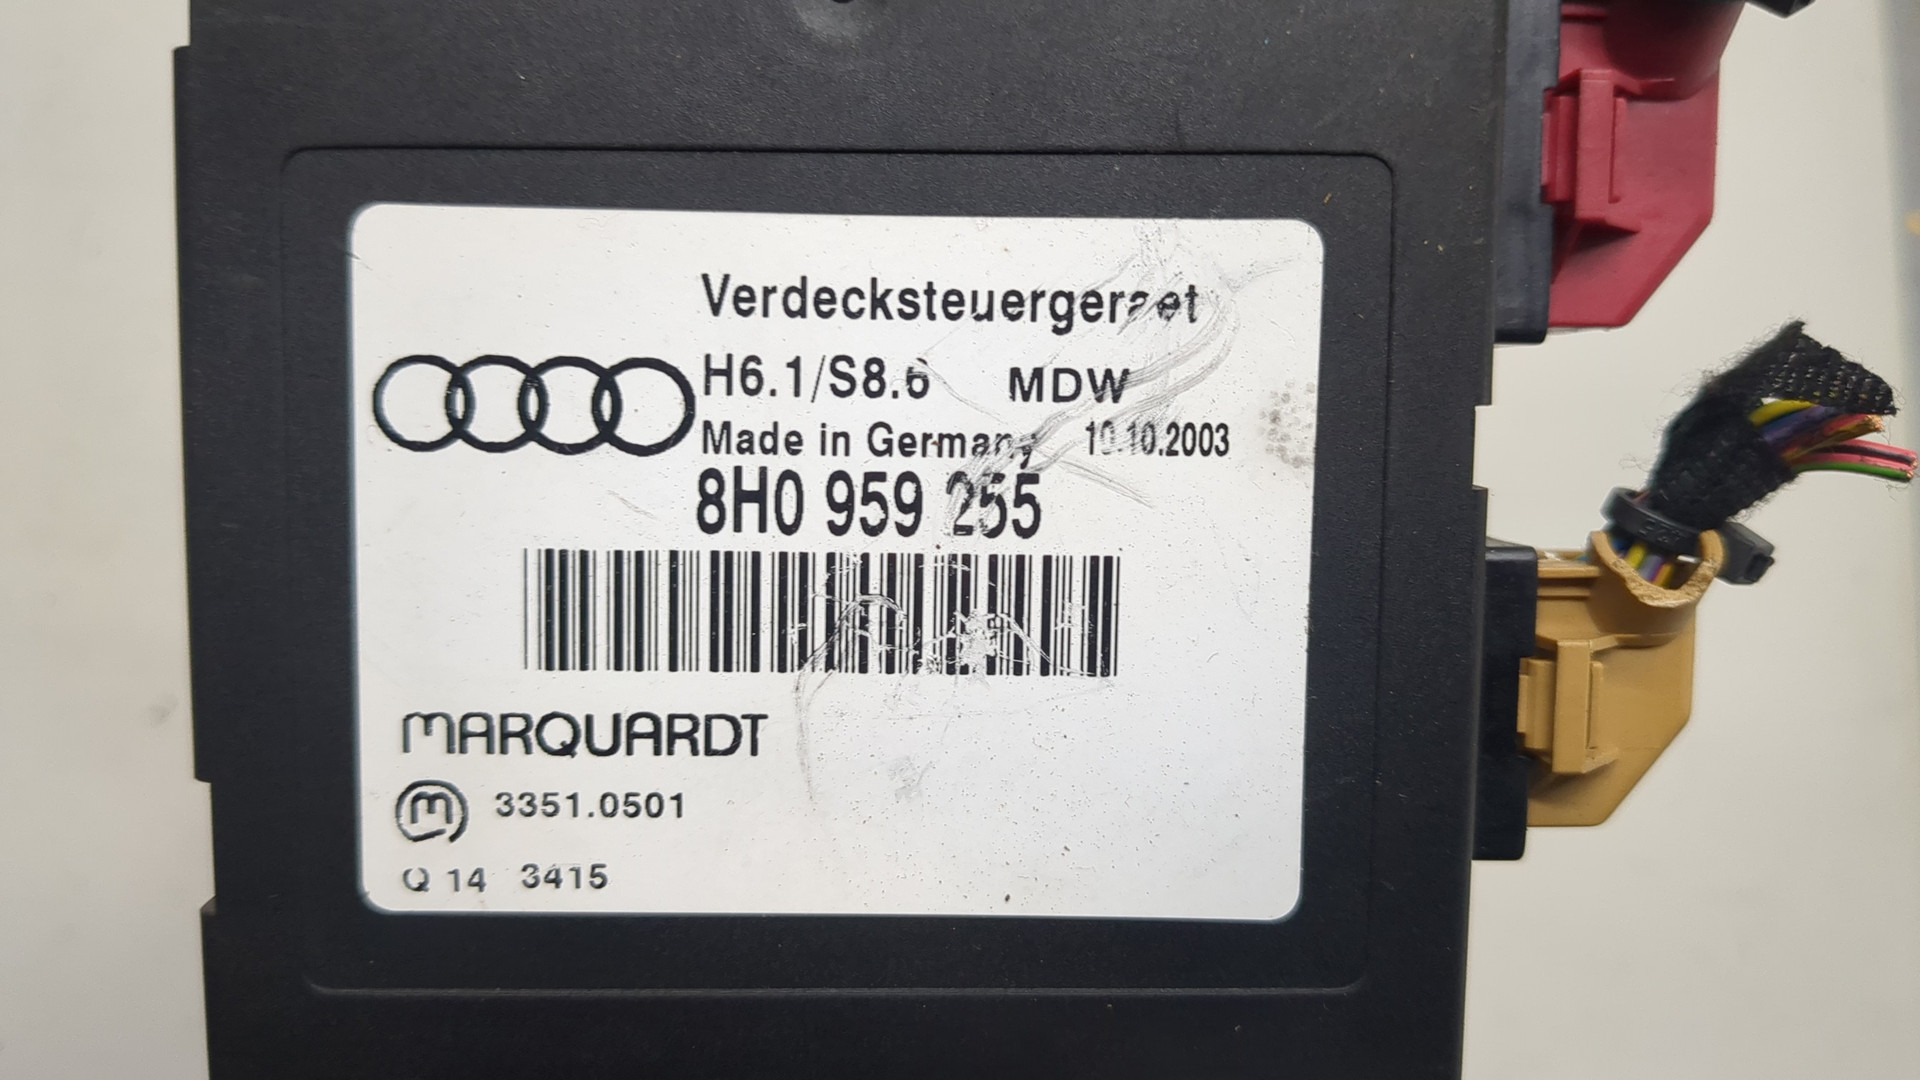 Verdecksteuergeraet
H6.1/S8.6 MDW
Made in Germany 10.10.2003
8H0 959 255
MARQUARDT
m 3351.0501
Q 14 3415